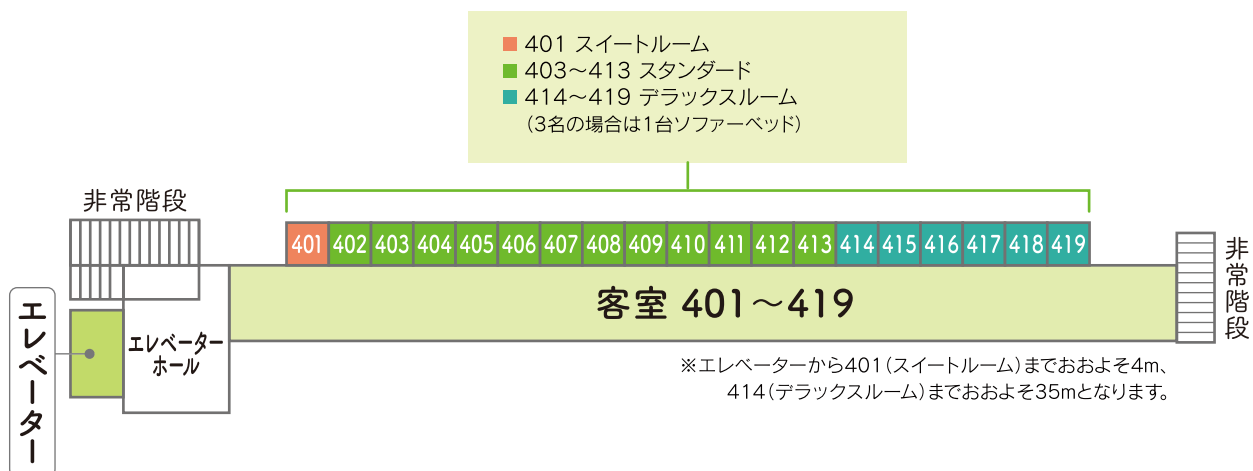 401 スイートルーム
403～413 スタンダード
414～419 デラックスルーム
（3名の場合は1台ソファーベッド）
非常階段
401 402 403 404 405 406 407 408 409 410 411 412 413 414 415 416 417 418 419
非常階段
客室 401～419
エレベーター
エレベーター
ホール
※エレベーターから401（スイートルーム）までおおよそ4m、
414（デラックスルーム）までおおよそ35mとなります。